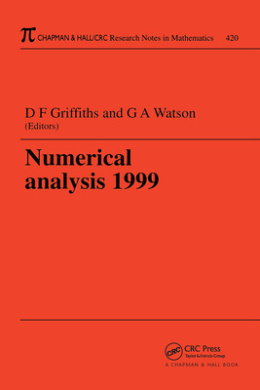 π CHAPMAN & HALL/CRC Research Notes in Mathematics 420
D F Griffiths and G A Watson
(Editors)
Numerical
analysis 1999
CRC Press
Taylor & Francis Group
A CHAPMAN & HALL BOOK